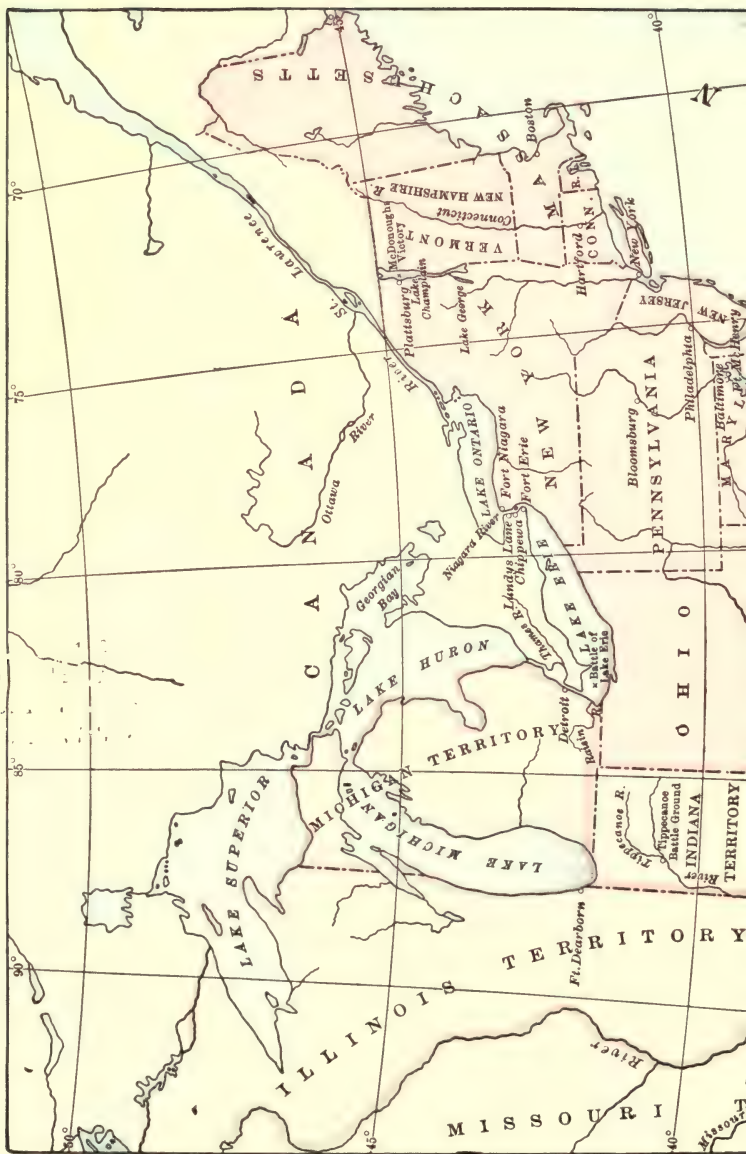 70°
75°
80°
85°
90°
50°
45°
45°
40°
40°
CANADA
St. Lawrence
River
Ottawa
River
MASSACHUSETTS
Boston
NEW HAMPSHIRE
Connecticut R.
VERMONT
McDonough's
Victory
Plattsburg
Lake
Champlain
Lake George
R.I.
CONN.
Hartford
New York
NEW YORK
NEW JERSEY
Philadelphia
Bloomsburg
PENNSYLVANIA
Baltimore
Ft. McHenry
MARYL
N
LAKE ONTARIO
Fort Niagara
Fort Erie
Niagara River
Lundys Lane
Chippewa
LAKE ERIE
Thames R.
Battle of
Lake Erie
Georgian
Bay
LAKE HURON
Detroit
Raisin
R.
OHIO
MICHIGAN TERRITORY
LAKE SUPERIOR
LAKE MICHIGAN
Tippecanoe R.
Tippecanoe
Battle Ground
River
INDIANA
TERRITORY
Ft. Dearborn
ILLINOIS TERRITORY
River
MISSOURI T
Missouri